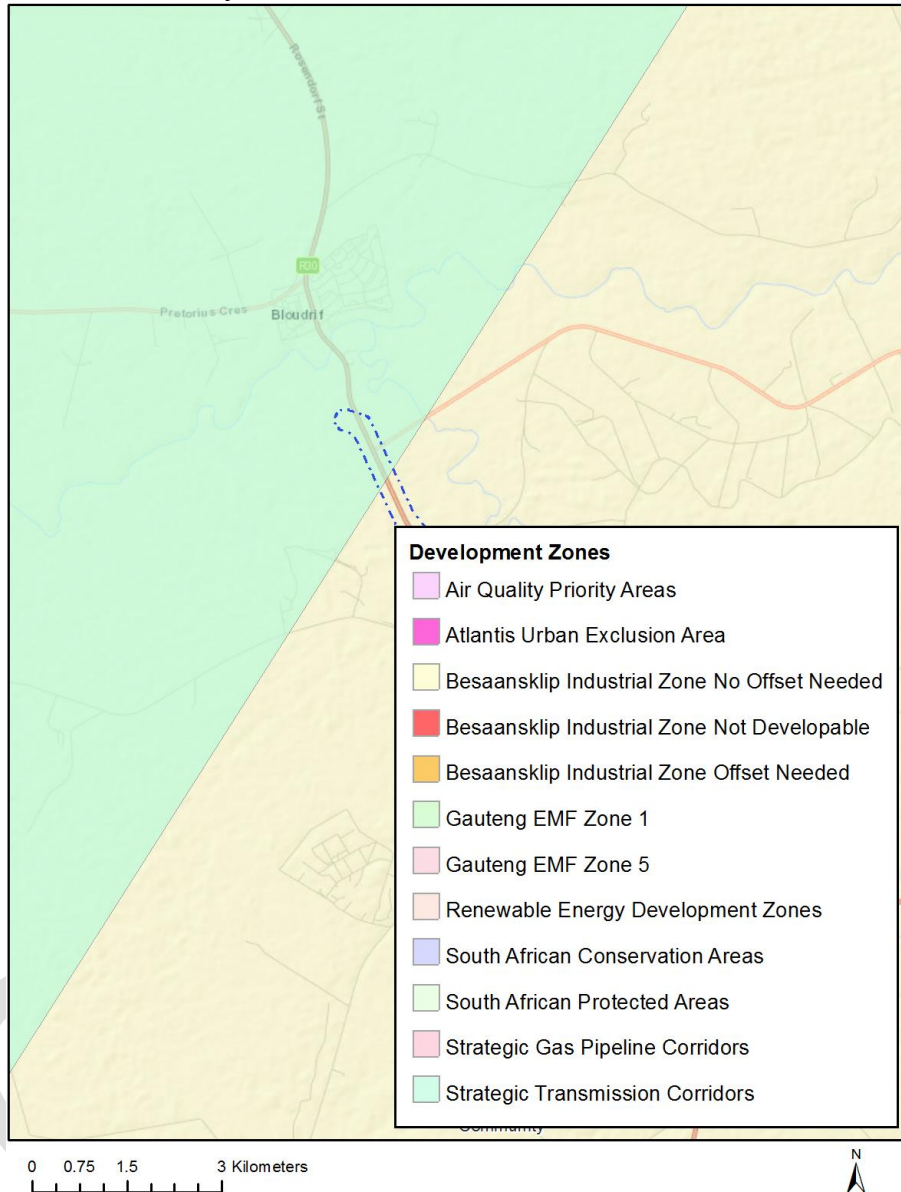 Rosendorf St
R30
Pretorius Cres
Bloudrif
Development Zones
Air Quality Priority Areas
Atlantis Urban Exclusion Area
Besaansklip Industrial Zone No Offset Needed
Besaansklip Industrial Zone Not Developable
Besaansklip Industrial Zone Offset Needed
Gauteng EMF Zone 1
Gauteng EMF Zone 5
Renewable Energy Development Zones
South African Conservation Areas
South African Protected Areas
Strategic Gas Pipeline Corridors
Strategic Transmission Corridors
Community
0 0.75 1.5 3 Kilometers
N